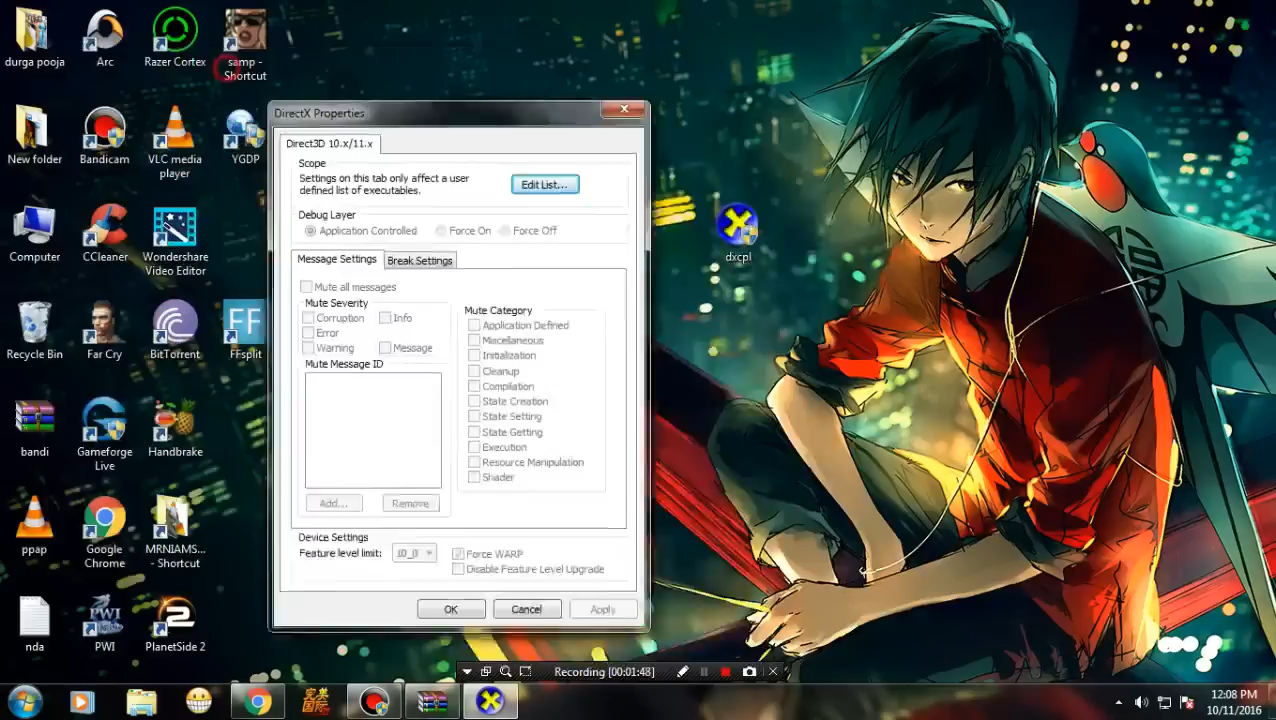 durga pooja
Arc
Razer Cortex
samp -
Shortcut
New folder
Bandicam
VLC media
player
YGDP
Computer
CCleaner
Wondershare
Video Editor
Recycle Bin
Far Cry
BitTorrent
FF
FFsplit
bandi
Gameforge
Live
Handbrake
ppap
Google
Chrome
MRNIAMS...
- Shortcut
nda
PWI
PWI
PlanetSide 2
dxcpl
DirectX Properties
Direct3D 10.x/11.x
Scope
Settings on this tab only affect a user
defined list of executables.
Edit List...
Debug Layer
Application Controlled
Force On
Force Off
Message Settings
Break Settings
Mute all messages
Mute Severity
Corruption
Info
Error
Warning
Message
Mute Message ID
Add...
Remove
Mute Category
Application Defined
Miscellaneous
Initialization
Cleanup
Compilation
State Creation
State Setting
State Getting
Execution
Resource Manipulation
Shader
Device Settings
Feature level limit:
10_0
Force WARP
Disable Feature Level Upgrade
OK
Cancel
Apply
Recording [00:01:48]
12:08 PM
10/11/2016